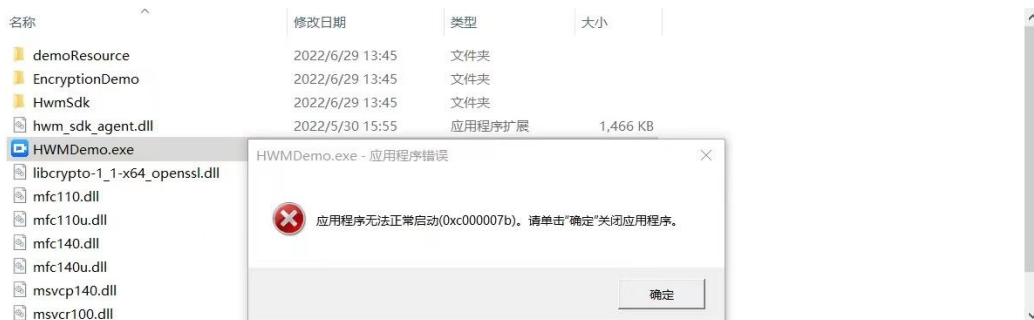 名称 修改日期 类型 大小
demoResource 2022/6/29 13:45 文件夹
EncryptionDemo 2022/6/29 13:45 文件夹
HwmSdk 2022/6/29 13:45 文件夹
hwm_sdk_agent.dll 2022/5/30 15:55 应用程序扩展 1,466 KB
HWMDemo.exe
HWMDemo.exe - 应用程序错误
libcrypto-1_1-x64_openssl.dll
mfc110.dll
mfc110u.dll
应用程序无法正常启动(0xc000007b)。请单击“确定”关闭应用程序。
mfc140.dll
mfc140u.dll
msvcp140.dll
确定
msvcr100.dll